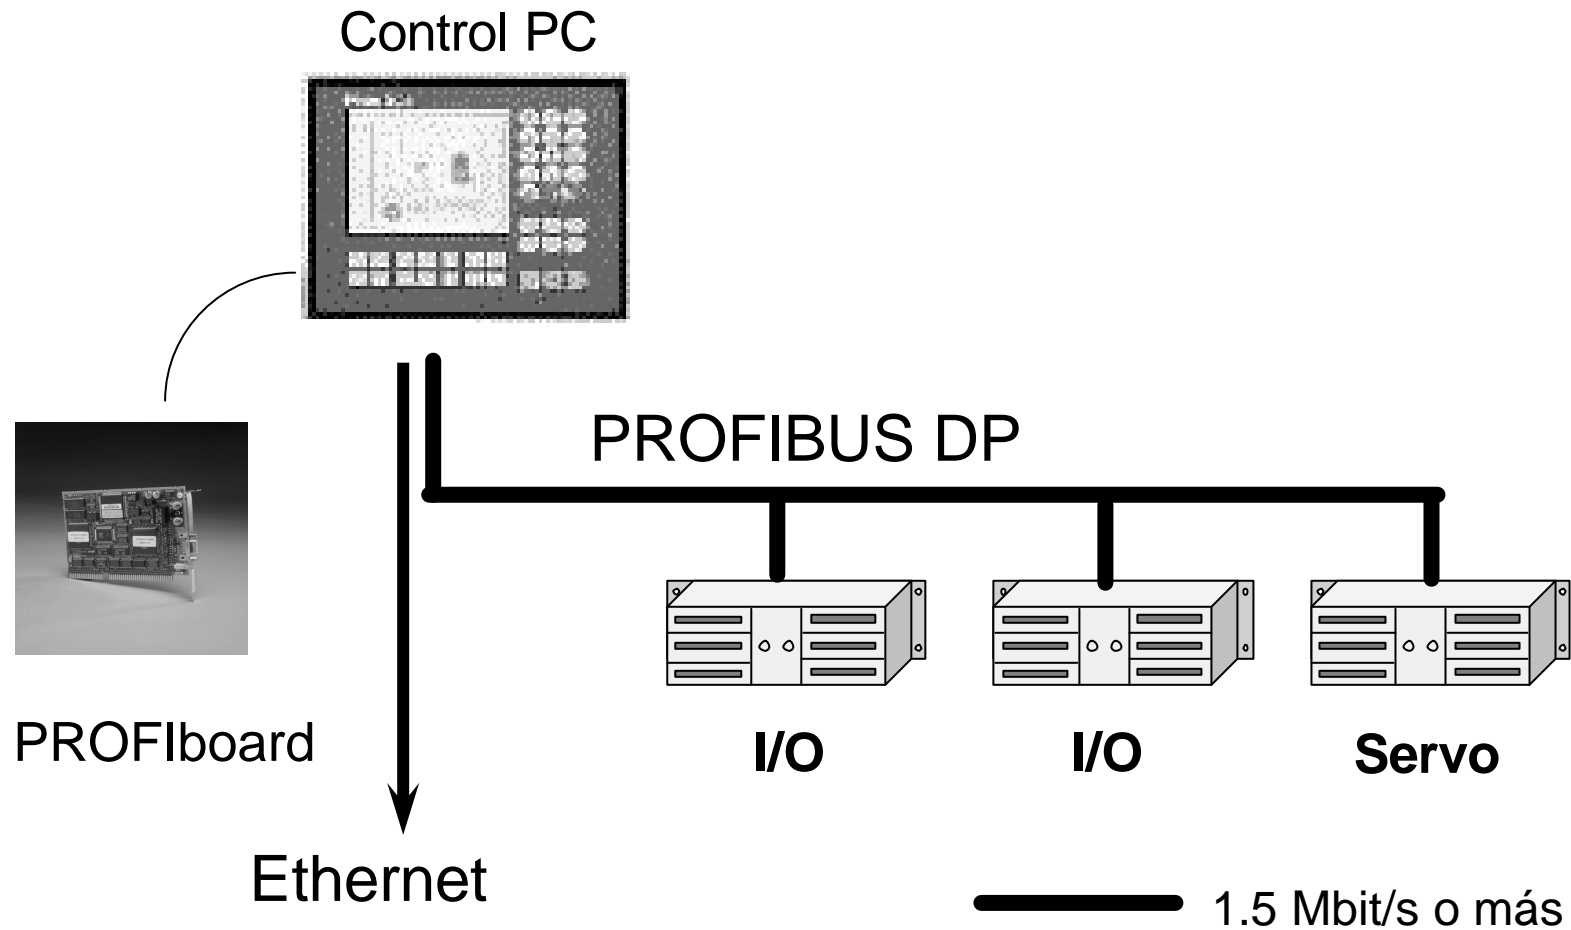 Control PC
PROFIBUS DP
PROFIboard
I/O
I/O
Servo
Ethernet
1.5 Mbit/s o más